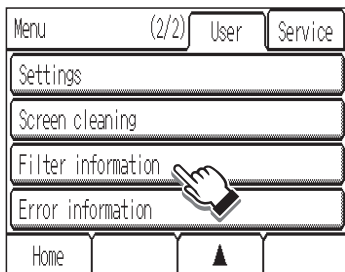 Menu (2/2) User Service
Settings
Screen cleaning
Filter information
Error information
Home ▲